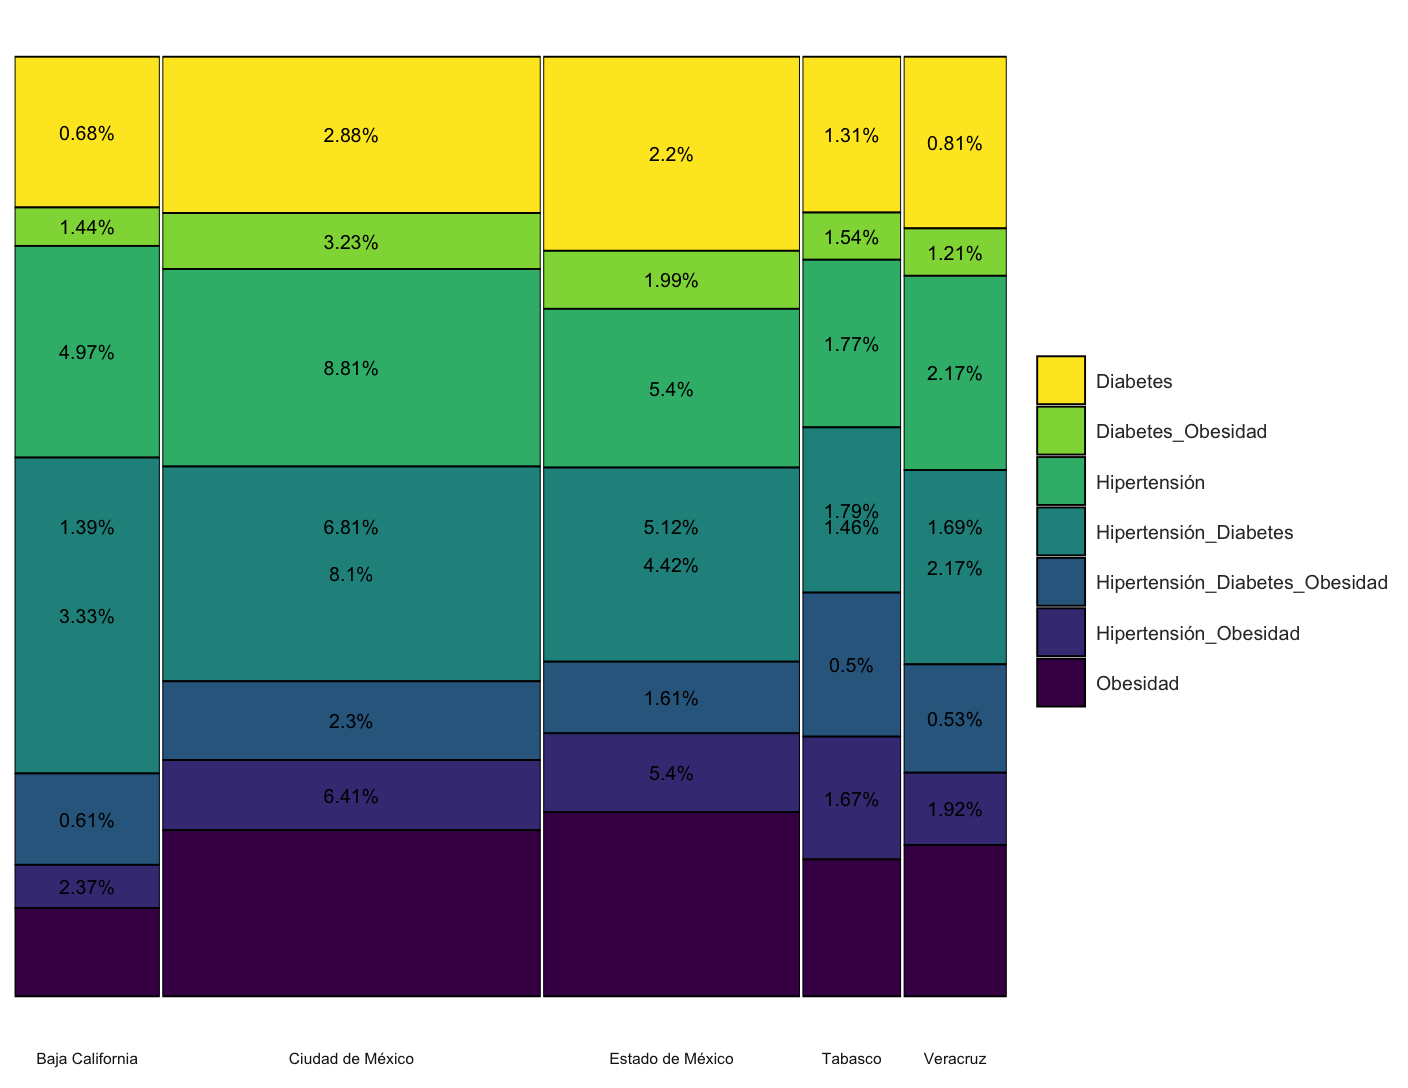 0.68%
2.88%
2.2%
1.31%
0.81%
1.44%
3.23%
1.99%
1.54%
1.21%
4.97%
8.81%
5.4%
1.77%
2.17%
1.39%
6.81%
5.12%
1.79%
1.46%
1.69%
3.33%
8.1%
4.42%
2.17%
0.61%
2.3%
1.61%
0.5%
0.53%
2.37%
6.41%
5.4%
1.67%
1.92%
Diabetes
Diabetes_Obesidad
Hipertensión
Hipertensión_Diabetes
Hipertensión_Diabetes_Obesidad
Hipertensión_Obesidad
Obesidad
Baja California
Ciudad de México
Estado de México
Tabasco
Veracruz